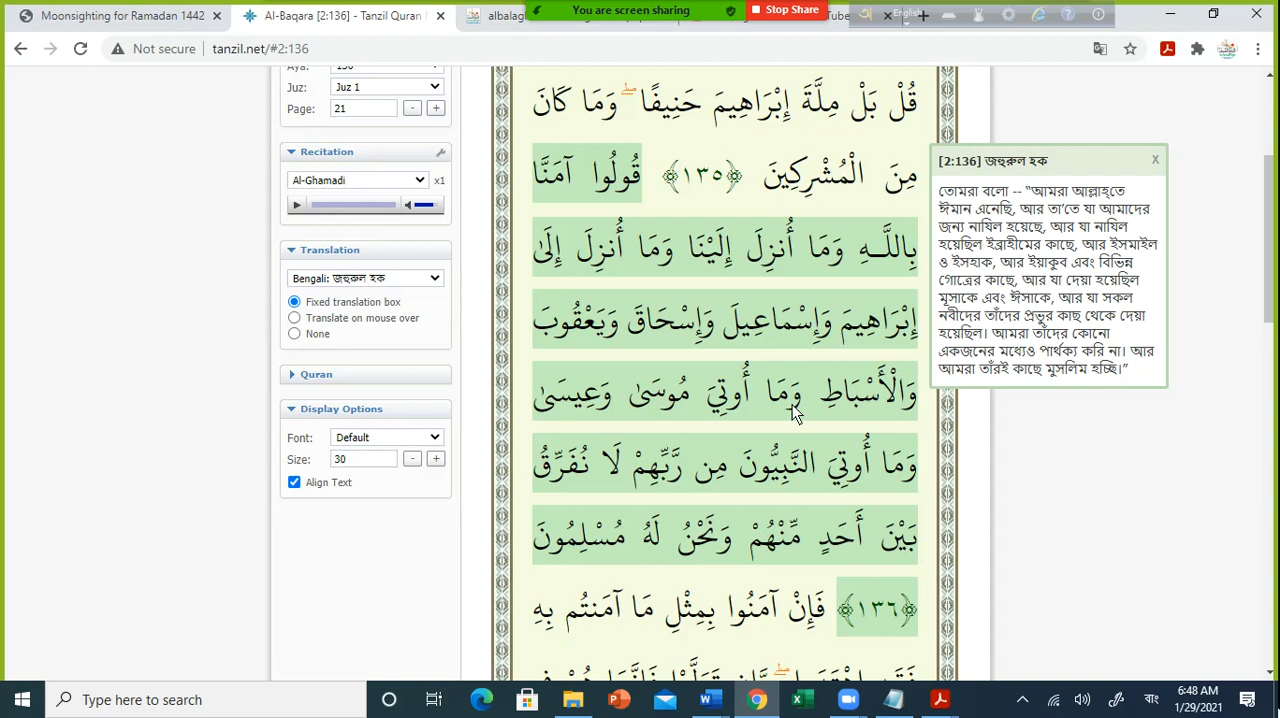 Moonsighting for Ramadan 1442
Al-Baqara [2:136] - Tanzil Quran
albalag
Tube
You are screen sharing
Stop Share
English
Not secure
tanzil.net/#2:136
Juz:
Juz 1
Page:
21
-
+
Recitation
Al-Ghamadi
x1
Translation
Bengali: জহুরুল হক
Fixed translation box
Translate on mouse over
None
Quran
Display Options
Font:
Default
Size:
30
-
+
Align Text
قُلْ بَلْ مِلَّةَ إِبْرَاهِيمَ حَنِيفًا ۖ وَمَا كَانَ
مِنَ الْمُشْرِكِينَ ﴿١٣٥﴾ قُولُوا آمَنَّا
بِاللَّـهِ وَمَا أُنزِلَ إِلَيْنَا وَمَا أُنزِلَ إِلَىٰ
إِبْرَاهِيمَ وَإِسْمَاعِيلَ وَإِسْحَاقَ وَيَعْقُوبَ
وَالْأَسْبَاطِ وَمَا أُوتِيَ مُوسَىٰ وَعِيسَىٰ
وَمَا أُوتِيَ النَّبِيُّونَ مِن رَّبِّهِمْ لَا نُفَرِّقُ
بَيْنَ أَحَدٍ مِّنْهُمْ وَنَحْنُ لَهُ مُسْلِمُونَ
﴿١٣٦﴾ فَإِنْ آمَنُوا بِمِثْلِ مَا آمَنتُم بِهِ
[2:136] জহুরুল হক
X
তোমরা বলো -- “আমরা আল্লাহ্‌তে
ঈমান এনেছি, আর তা’তে যা আমাদের
জন্য নাযিল হয়েছে, আর যা নাযিল
হয়েছিল ইব্রাহীমের কাছে, আর ইসমাইল
ও ইসহাক, আর ইয়াকুব এবং বিভিন্ন
গোত্রের কাছে, আর যা দেয়া হয়েছিল
মূসাকে এবং ঈসাকে, আর যা সকল
নবীদের তাঁদের প্রভুর কাছ থেকে দেয়া
হয়েছিল। আমরা তাঁদের কোনো
একজনের মধ্যেও পার্থক্য করি না। আর
আমরা তাঁরই কাছে মুসলিম হচ্ছি।”
Type here to search
বাং
6:48 AM
1/29/2021